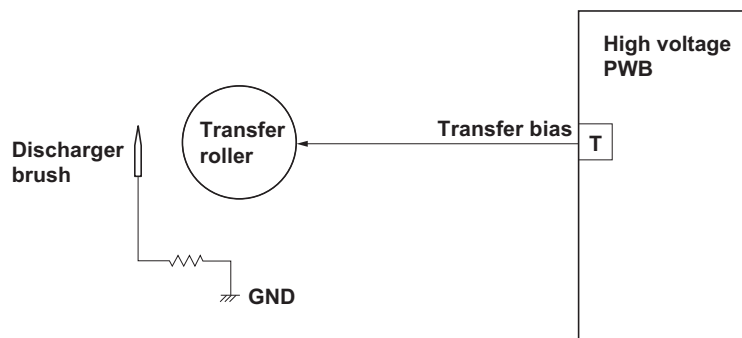 High voltage
PWB
Transfer bias
T
Transfer
roller
Discharger
brush
GND